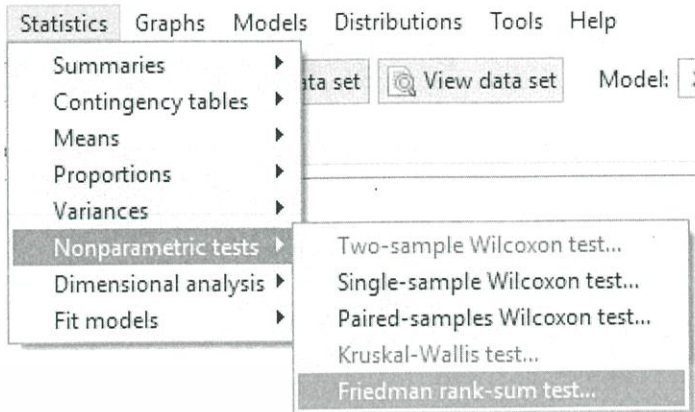 Statistics Graphs Models Distributions Tools Help
Summaries
ata set View data set Model:
Contingency tables
Means
Proportions
Variances
Nonparametric tests
Two-sample Wilcoxon test...
Dimensional analysis
Single-sample Wilcoxon test...
Fit models
Paired-samples Wilcoxon test...
Kruskal-Wallis test...
Friedman rank-sum test...